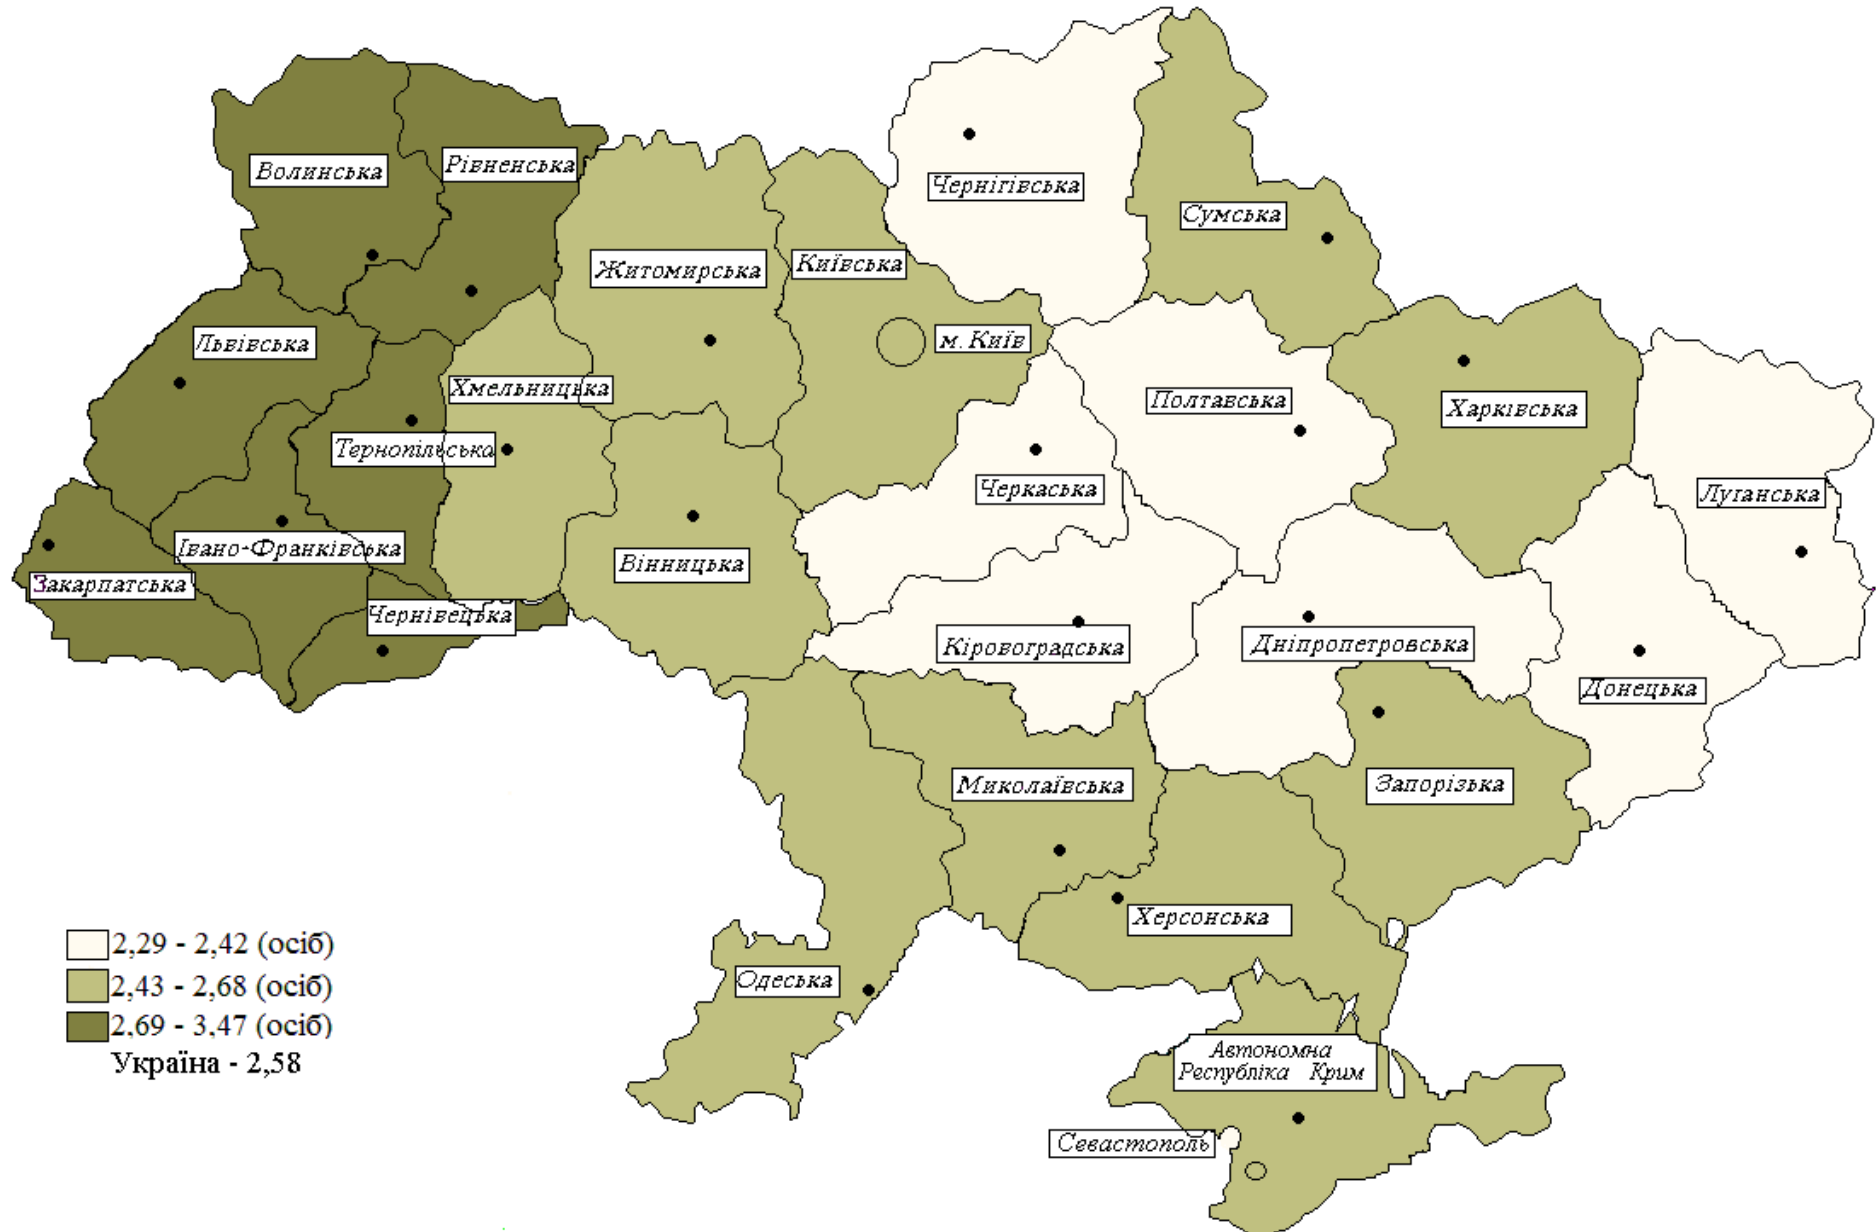 Волинська
Рівненська
Чернігівська
Сумська
Житомирська
Київська
м. Київ
Львівська
Хмельницька
Тернопільська
Полтавська
Харківська
Черкаська
Луганська
Івано-Франківська
Вінницька
Закарпатська
Чернівецька
Кіровоградська
Дніпропетровська
Донецька
Миколаївська
Запорізька
Херсонська
Одеська
Автономна
Республіка Крим
Севастополь
2,29 - 2,42 (осіб)
2,43 - 2,68 (осіб)
2,69 - 3,47 (осіб)
Україна - 2,58